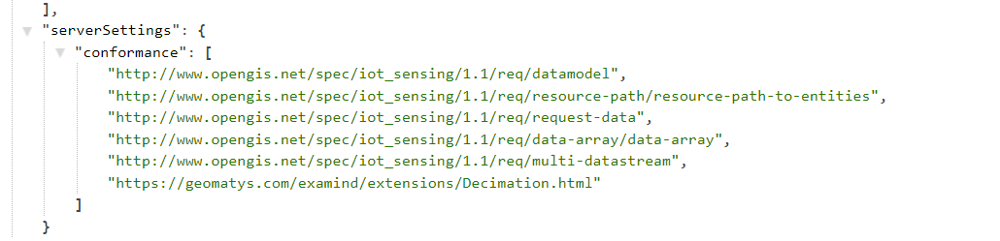 ],
"serverSettings": {
"conformance": [
"http://www.opengis.net/spec/iot_sensing/1.1/req/datamodel",
"http://www.opengis.net/spec/iot_sensing/1.1/req/resource-path/resource-path-to-entities",
"http://www.opengis.net/spec/iot_sensing/1.1/req/request-data",
"http://www.opengis.net/spec/iot_sensing/1.1/req/data-array/data-array",
"http://www.opengis.net/spec/iot_sensing/1.1/req/multi-datastream",
"https://geomatys.com/examind/extensions/Decimation.html"
]
}